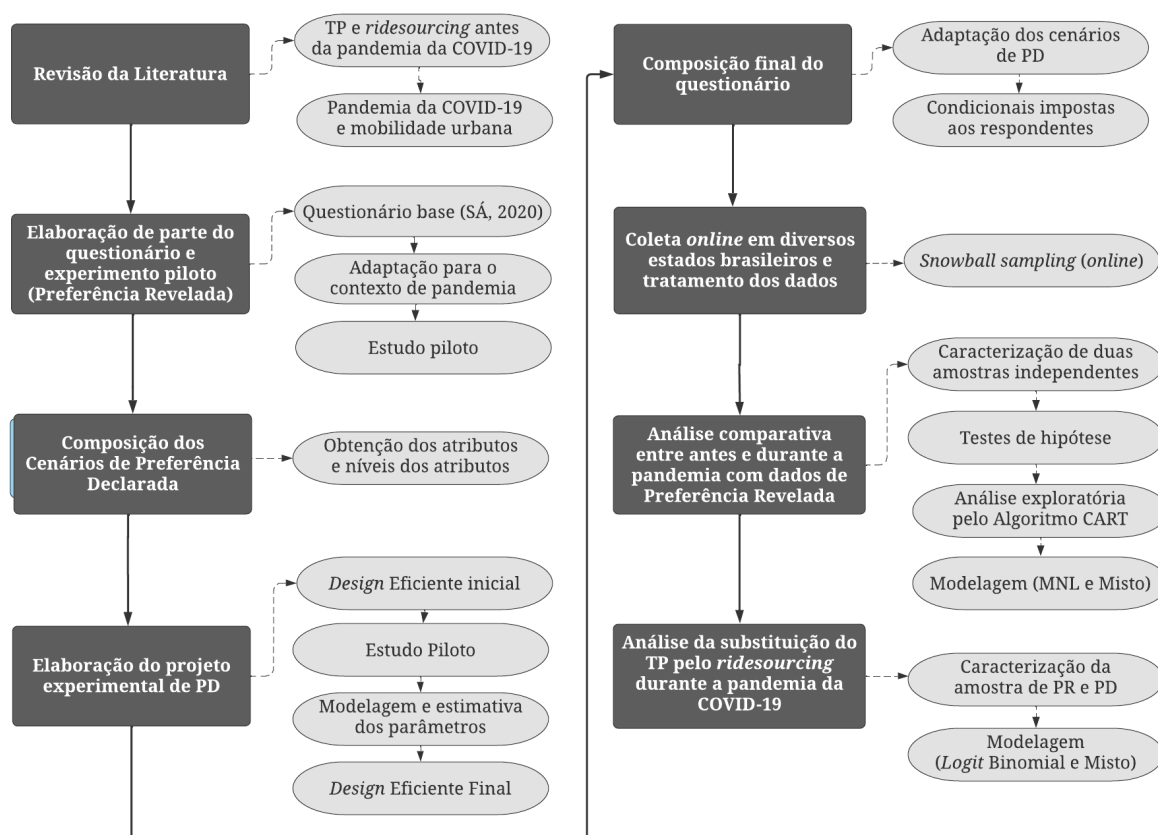 Revisão da Literatura
TP e ridesourcing antes
da pandemia da COVID-19
Pandemia da COVID-19
e mobilidade urbana
Elaboração de parte do
questionário e
experimento piloto
(Preferência Revelada)
Questionário base (SÁ, 2020)
Adaptação para o
contexto de pandemia
Estudo piloto
Composição dos
Cenários de Preferência
Declarada
Obtenção dos atributos
e níveis dos atributos
Elaboração do projeto
experimental de PD
Design Eficiente inicial
Estudo Piloto
Modelagem e estimativa
dos parâmetros
Design Eficiente Final
Composição final do
questionário
Adaptação dos cenários
de PD
Condicionais impostas
aos respondentes
Coleta online em diversos
estados brasileiros e
tratamento dos dados
Snowball sampling (online)
Análise comparativa
entre antes e durante a
pandemia com dados de
Preferência Revelada
Caracterização de duas
amostras independentes
Testes de hipótese
Análise exploratória
pelo Algoritmo CART
Modelagem (MNL e Misto)
Análise da substituição do
TP pelo ridesourcing
durante a pandemia da
COVID-19
Caracterização da
amostra de PR e PD
Modelagem
(Logit Binomial e Misto)